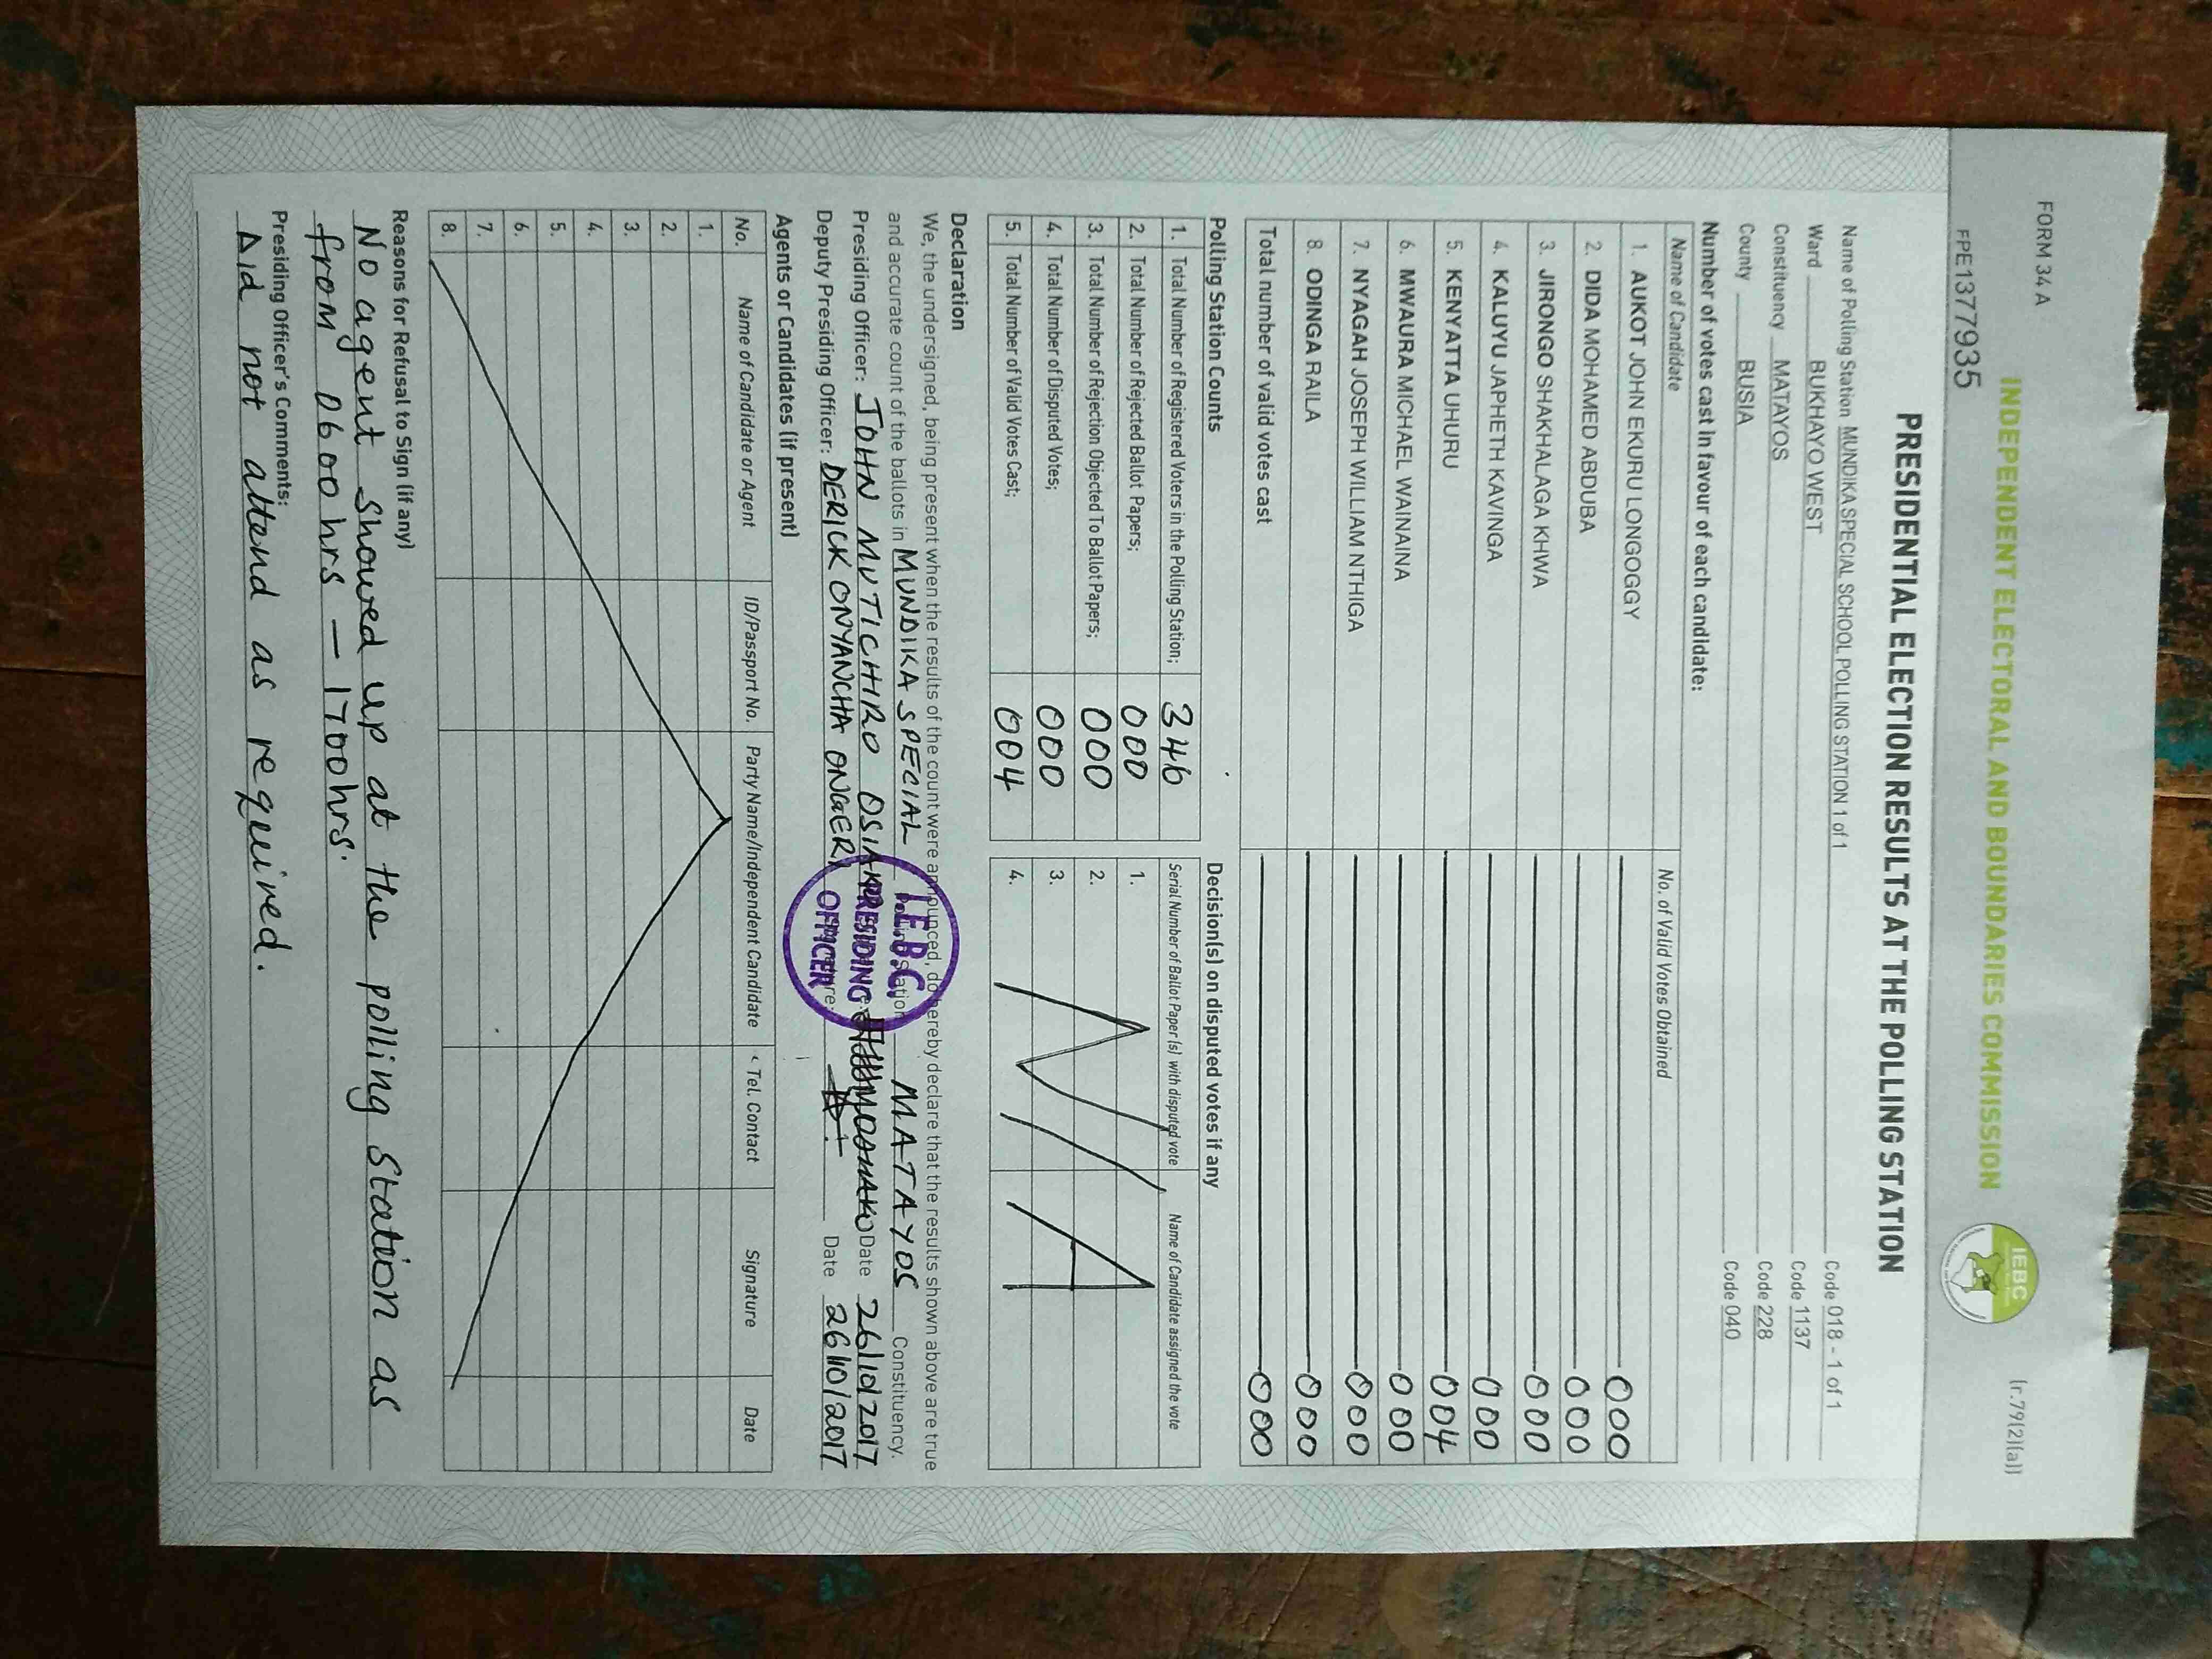 FORM 34 A
(r.79(2)(a))
INDEPENDENT ELECTORAL AND BOUNDARIES COMMISSION
IEBC
FPE1377935
PRESIDENTIAL ELECTION RESULTS AT THE POLLING STATION
Name of Polling Station MUNDIKA SPECIAL SCHOOL POLLING STATION 1 of 1 Code 018 - 1 of 1
Ward BUKHAYO WEST Code 1137
Constituency MATAYOS Code 228
County BUSIA Code 040
Number of votes cast in favour of each candidate:
Name of Candidate No. of Valid Votes Obtained
1. AUKOT JOHN EKURU LONGOGGY 000
2. DIDA MOHAMED ABDUBA 000
3. JIRONGO SHAKHALAGA KHWA 000
4. KALUYU JAPHETH KAVINGA 000
5. KENYATTA UHURU 004
6. MWAURA MICHAEL WAINAINA 000
7. NYAGAH JOSEPH WILLIAM NTHIGA 000
8. ODINGA RAILA 000
Total number of valid votes cast 000
Polling Station Counts
1. Total Number of Registered Voters in the Polling Station; 346
2. Total Number of Rejected Ballot Papers; 000
3. Total Number of Rejection Objected To Ballot Papers; 000
4. Total Number of Disputed Votes; 000
5. Total Number of Valid Votes Cast; 004
Decision(s) on disputed votes if any
Serial Number of Ballot Paper (s) with disputed vote Name of Candidate assigned the vote
1.
2.
3.
4.
N/A
Declaration
We, the undersigned, being present when the results of the count were announced, do hereby declare that the results shown above are true
and accurate count of the ballots in MUNDIKA SPECIAL Polling Station MATAYOS Constituency.
Presiding Officer: JOHN MUTICHIRO Date 26/10/2017
Deputy Presiding Officer: DERICK ONYANCHA ONGERI Date 26/10/2017
I.E.B.C.
PRESIDING
OFFICER
Agents or Candidates (if present)
No. Name of Candidate or Agent ID/Passport No. Party Name/Independent Candidate Tel. Contact Signature Date
1.
2.
3.
4.
5.
6.
7.
8.
Reasons for Refusal to Sign (if any)
No agent showed up at the polling station as
from 0600hrs — 1700hrs.
Presiding Officer's Comments:
Did not attend as required.